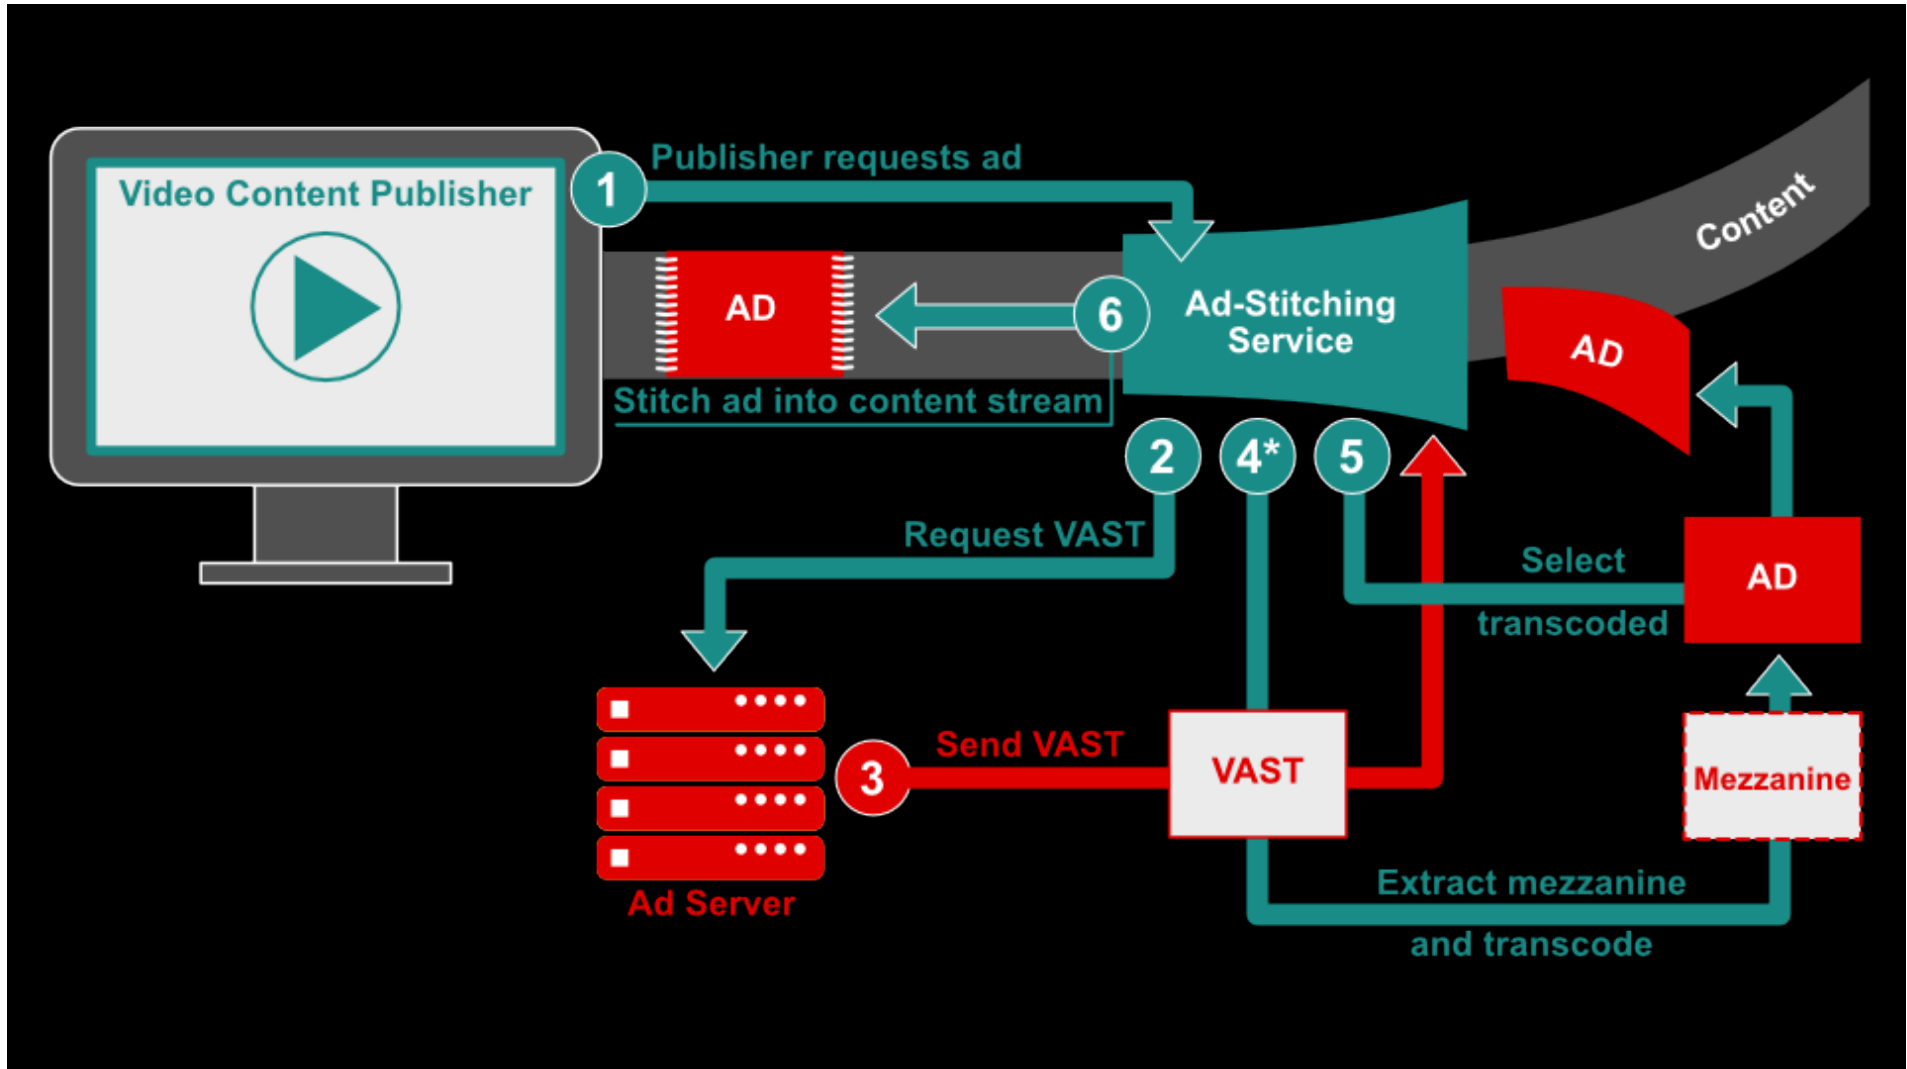 Publisher requests ad
1
Video Content Publisher
Content
AD
6
Ad-Stitching
Service
AD
Stitch ad into content stream
2
4*
5
Request VAST
Select
transcoded
AD
3
Send VAST
VAST
Mezzanine
Ad Server
Extract mezzanine
and transcode